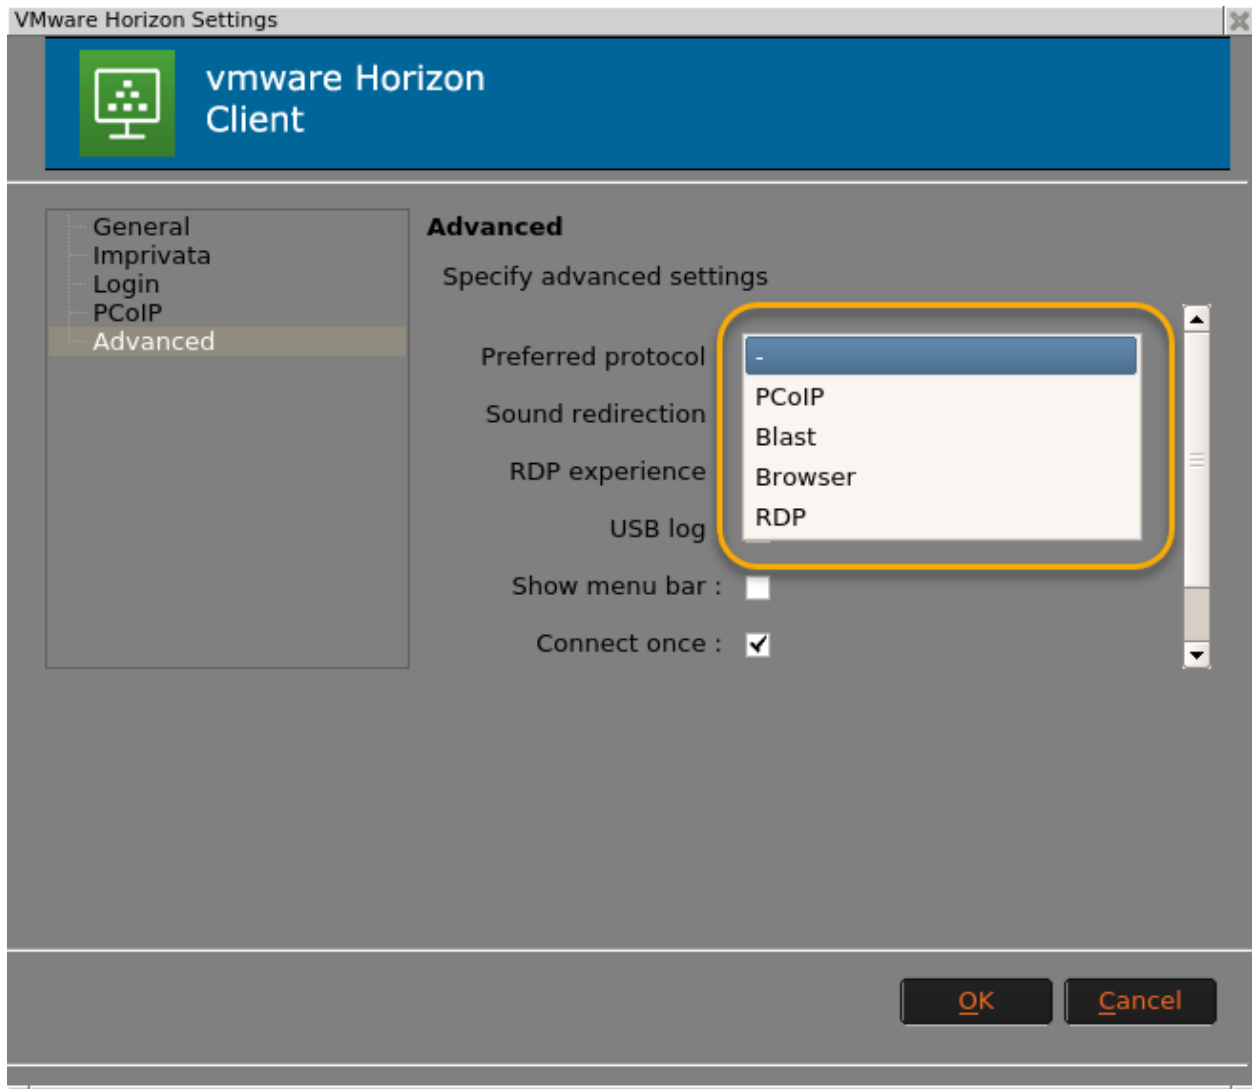 VMware Horizon Settings
vmware Horizon
Client
General
Imprivata
Login
PCoIP
Advanced
Advanced
Specify advanced settings
Preferred protocol
-
PCoIP
Sound redirection
Blast
RDP experience
Browser
USB log
RDP
Show menu bar :
Connect once :
OK
Cancel